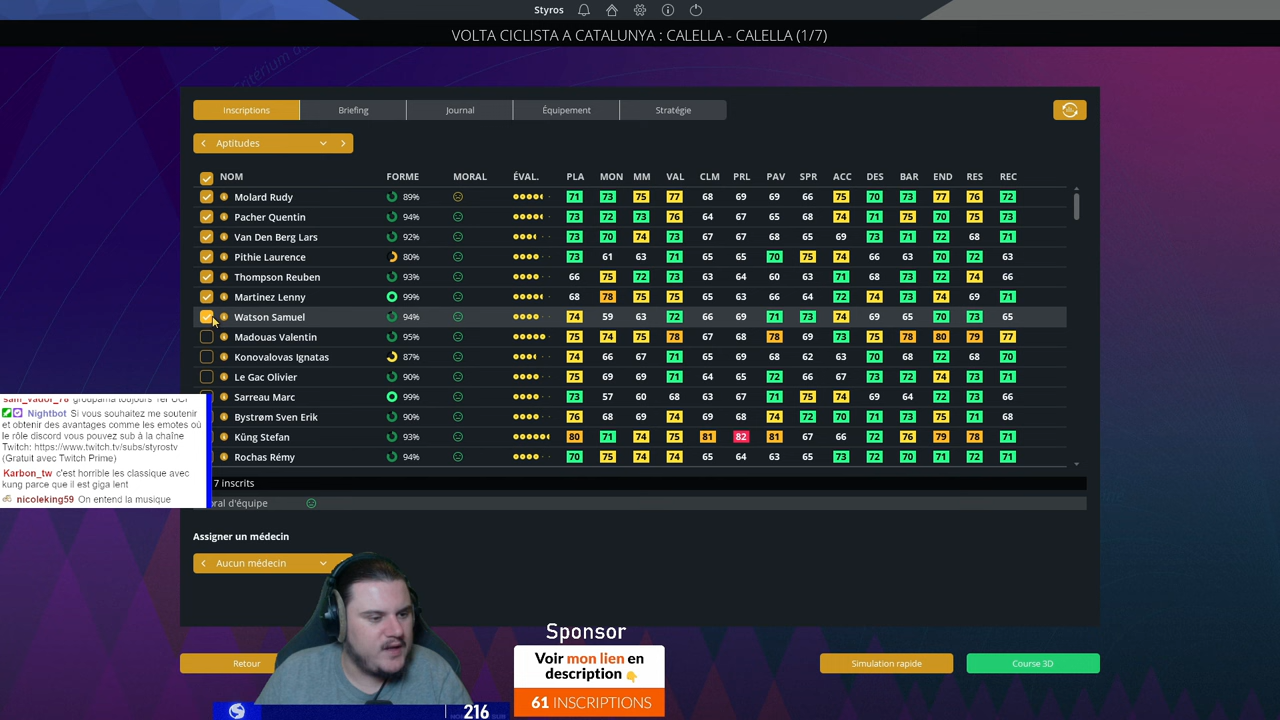 Styros
VOLTA CICLISTA A CATALUNYA : CALELLA - CALELLA (1/7)
Inscriptions Briefing Journal Équipement Stratégie
Aptitudes
NOM FORME MORAL ÉVAL. PLA MON MM VAL CLM PRL PAV SPR ACC DES BAR END RES REC
Molard Rudy 89% 71 73 75 77 68 69 69 66 75 70 73 77 76 72
Pacher Quentin 94% 73 72 73 76 64 67 65 68 74 71 75 70 75 73
Van Den Berg Lars 92% 73 70 74 73 67 67 68 65 69 73 71 72 68 71
Pithie Laurence 80% 73 61 63 71 65 65 70 75 74 66 63 70 72 63
Thompson Reuben 93% 66 75 72 73 63 64 60 63 71 68 73 72 74 66
Martinez Lenny 99% 68 78 75 75 65 63 66 64 72 74 73 74 69 71
Watson Samuel 94% 74 59 63 72 66 69 71 73 74 69 65 70 73 65
Madouas Valentin 95% 75 74 75 78 67 68 78 69 73 75 78 80 79 77
Konovalovas Ignatas 87% 74 66 67 71 65 69 68 62 63 70 68 72 68 70
Le Gac Olivier 90% 75 69 69 71 64 65 72 66 67 73 72 74 73 71
Sarreau Marc 99% 73 57 60 68 63 67 71 75 74 69 64 72 73 66
Bystrøm Sven Erik 90% 76 68 69 74 69 68 74 72 70 71 73 75 71 68
Küng Stefan 93% 80 71 74 75 81 82 81 67 66 72 76 79 78 71
Rochas Rémy 94% 70 75 74 74 65 64 63 65 73 72 72 70 72 71
sam_vador_78 groupama toujours 1er UCI
Nightbot Si vous souhaitez me soutenir
et obtenir des avantages comme les emotes où
le rôle discord vous pouvez sub à la chaîne
Twitch: https://www.twitch.tv/subs/styrostv
(Gratuit avec Twitch Prime)
Karbon_tw c'est horrible les classique avec
kung parce que il est giga lent
nicoleking59 On entend la musique
7 inscrits
oral d'équipe
Assigner un médecin
Aucun médecin
Sponsor
Voir mon lien en
description
61 INSCRIPTIONS
Retour Simulation rapide Course 3D
216